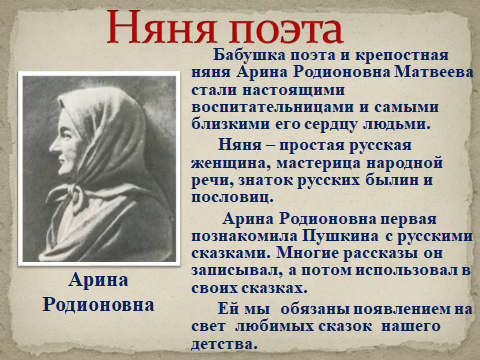 Няня поэта
Бабушка поэта и крепостная
няня Арина Родионовна Матвеева
стали настоящими
воспитательницами и самыми
близкими его сердцу людьми.
Няня – простая русская
женщина, мастерица народной
речи, знаток русских былин и
пословиц.
Арина Родионовна первая
познакомила Пушкина с русскими
сказками. Многие рассказы он
записывал, а потом использовал в
своих сказках.
Ей мы обязаны появлением на
свет любимых сказок нашего
детства.
Арина
Родионовна